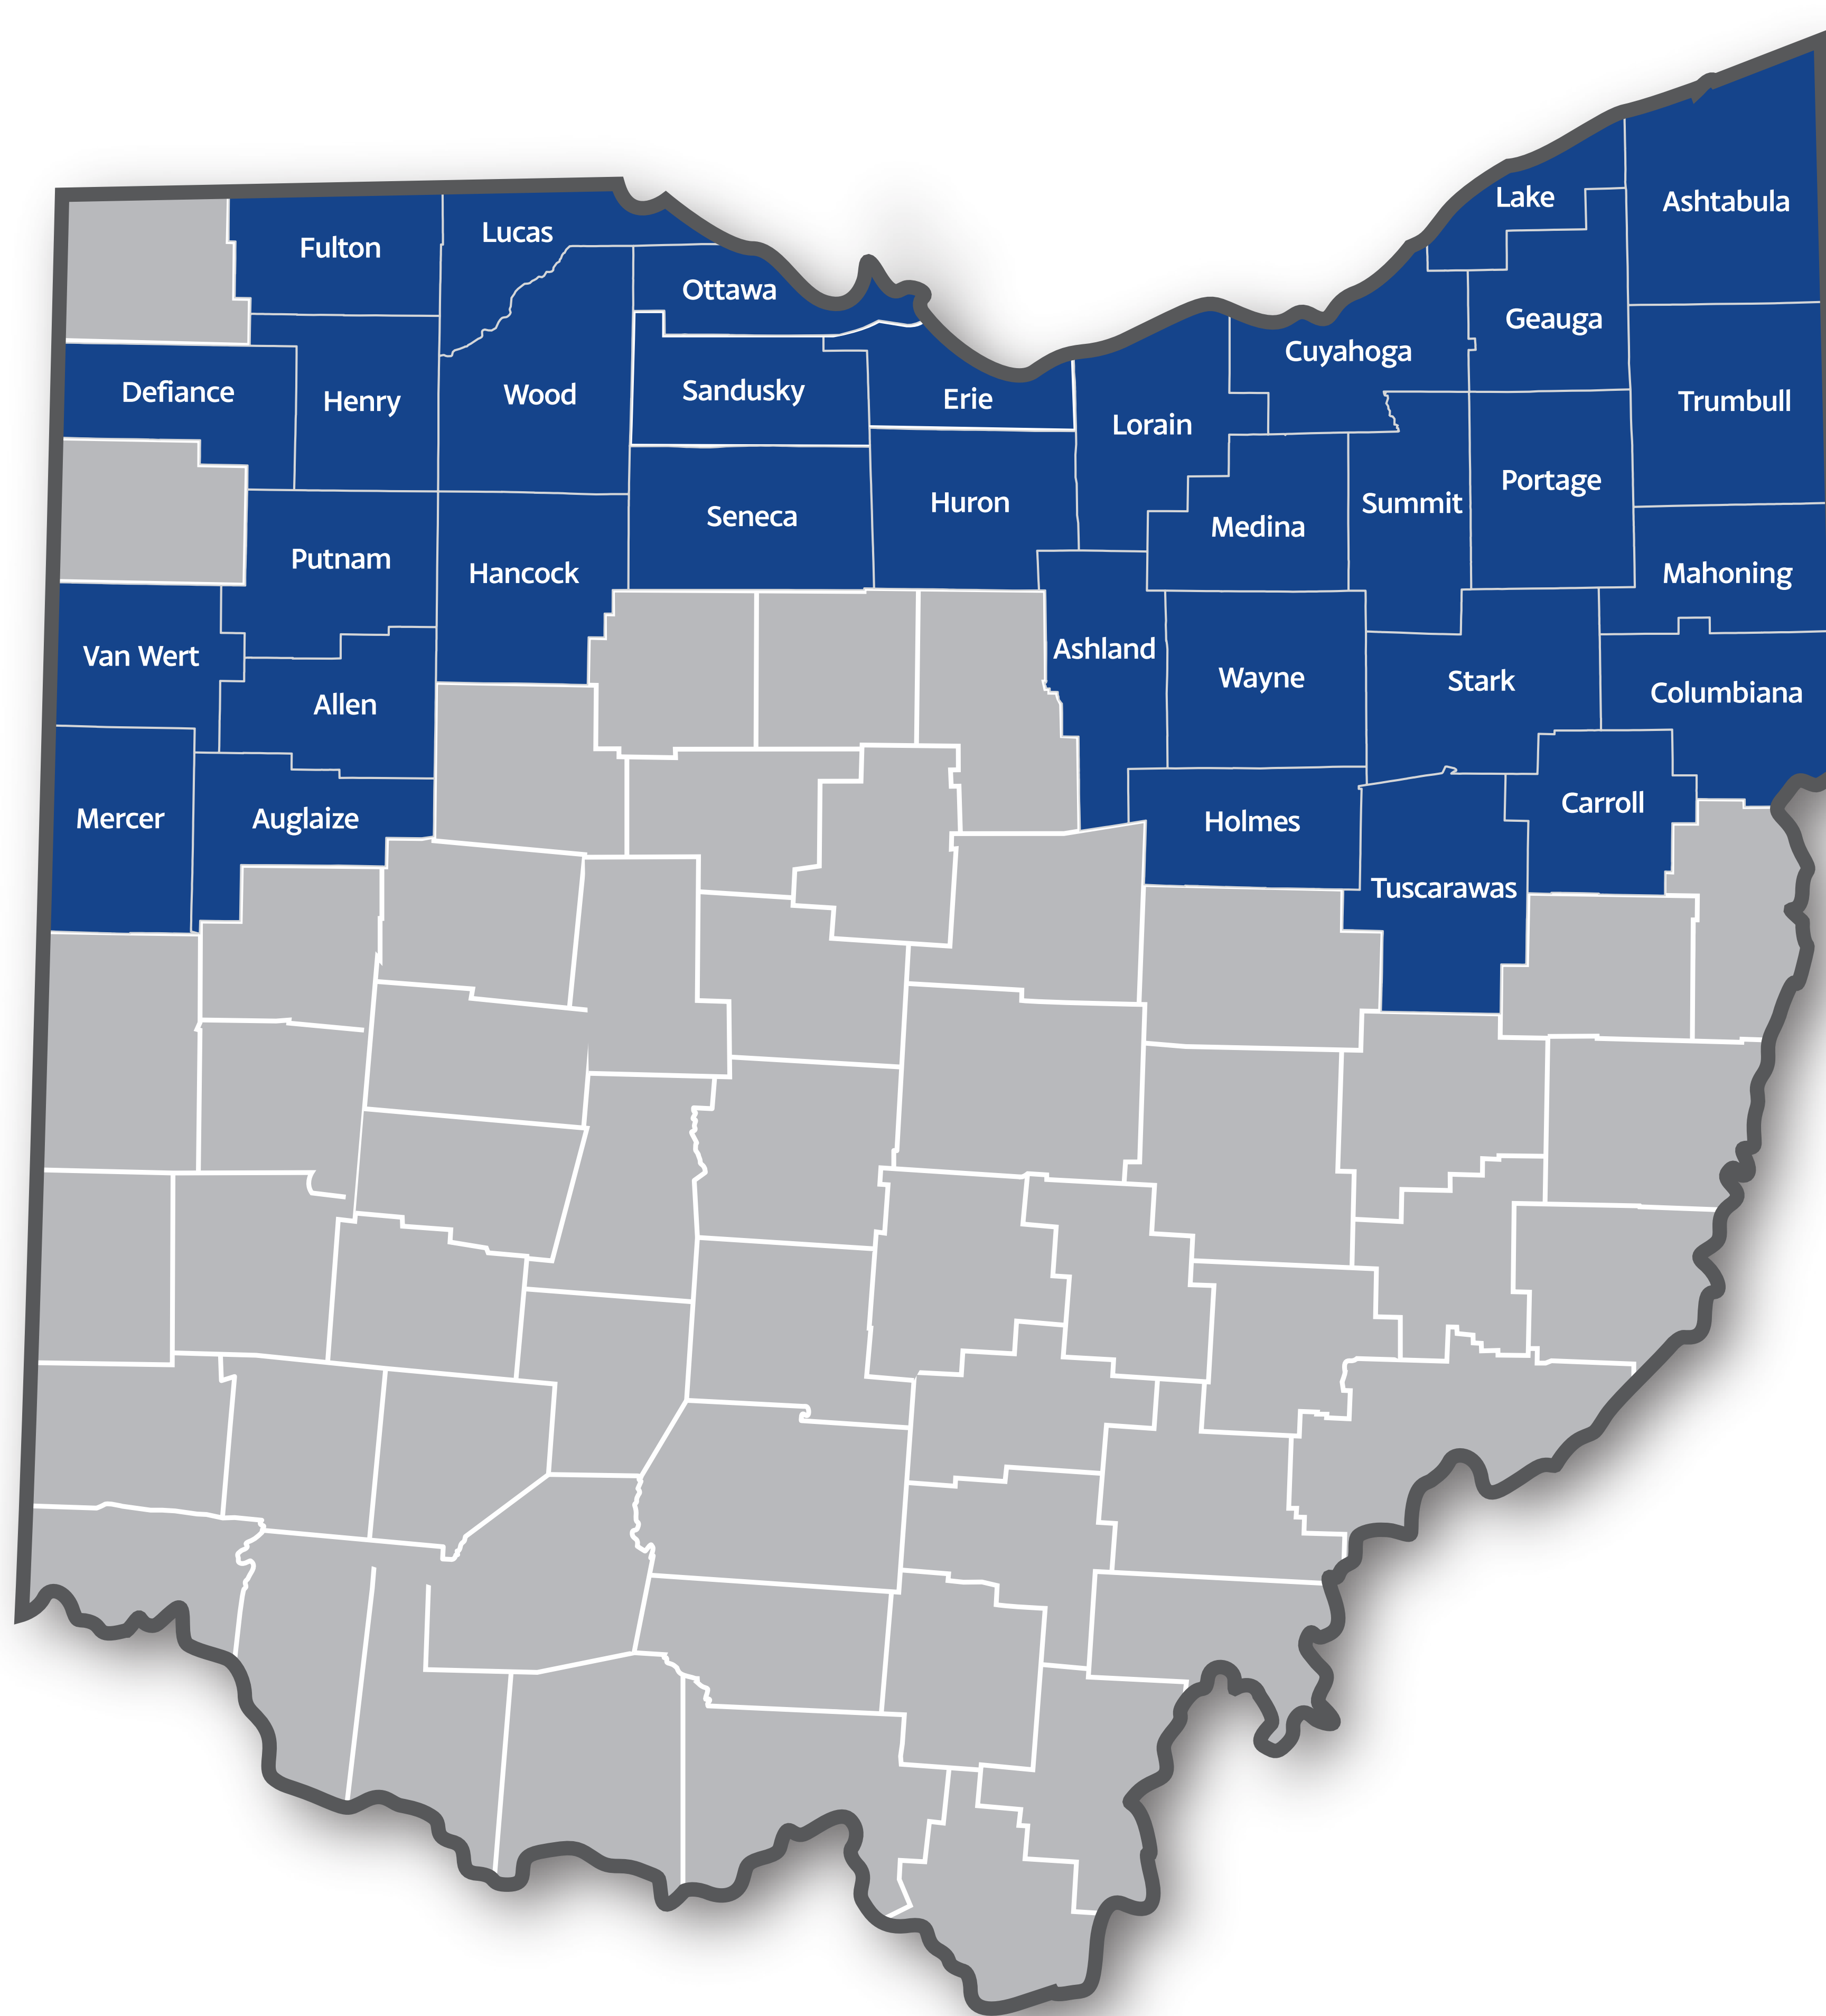 Lake
Ashtabula
Fulton
Lucas
Ottawa
Geauga
Cuyahoga
Defiance
Henry
Wood
Sandusky
Erie
Lorain
Trumbull
Portage
Seneca
Huron
Medina
Summit
Putnam
Hancock
Mahoning
Van Wert
Allen
Ashland
Wayne
Stark
Columbiana
Mercer
Auglaize
Holmes
Carroll
Tuscarawas